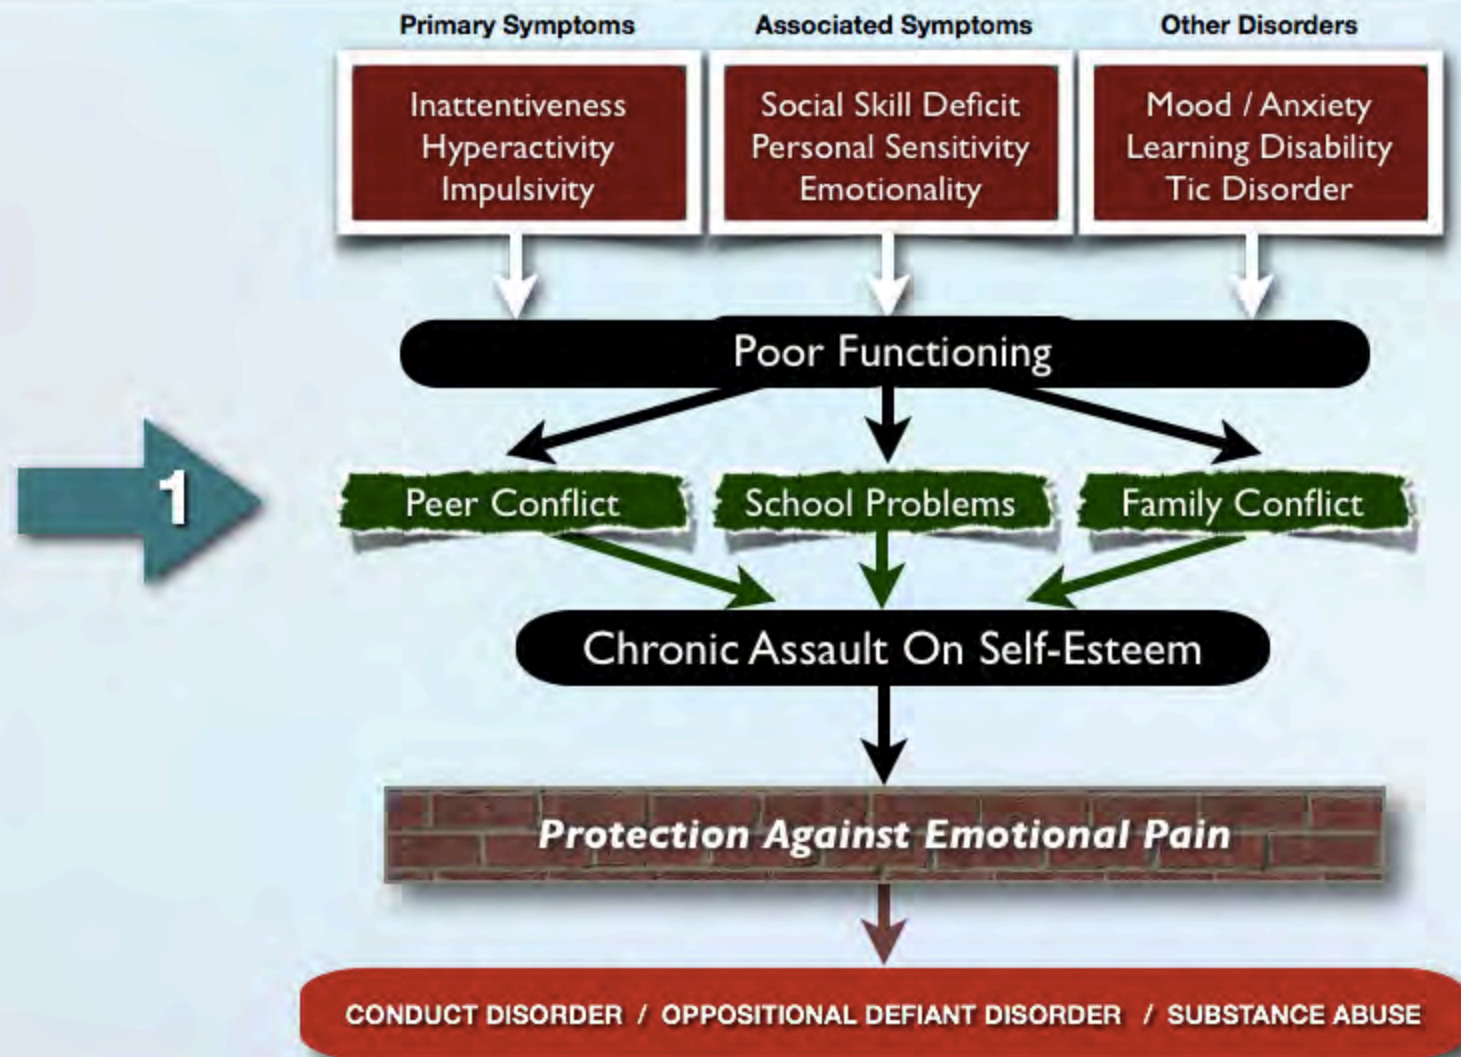 Primary Symptoms
Associated Symptoms
Other Disorders
Inattentiveness
Hyperactivity
Impulsivity
Social Skill Deficit
Personal Sensitivity
Emotionality
Mood / Anxiety
Learning Disability
Tic Disorder
Poor Functioning
1
Peer Conflict
School Problems
Family Conflict
Chronic Assault On Self-Esteem
Protection Against Emotional Pain
CONDUCT DISORDER / OPPOSITIONAL DEFIANT DISORDER / SUBSTANCE ABUSE